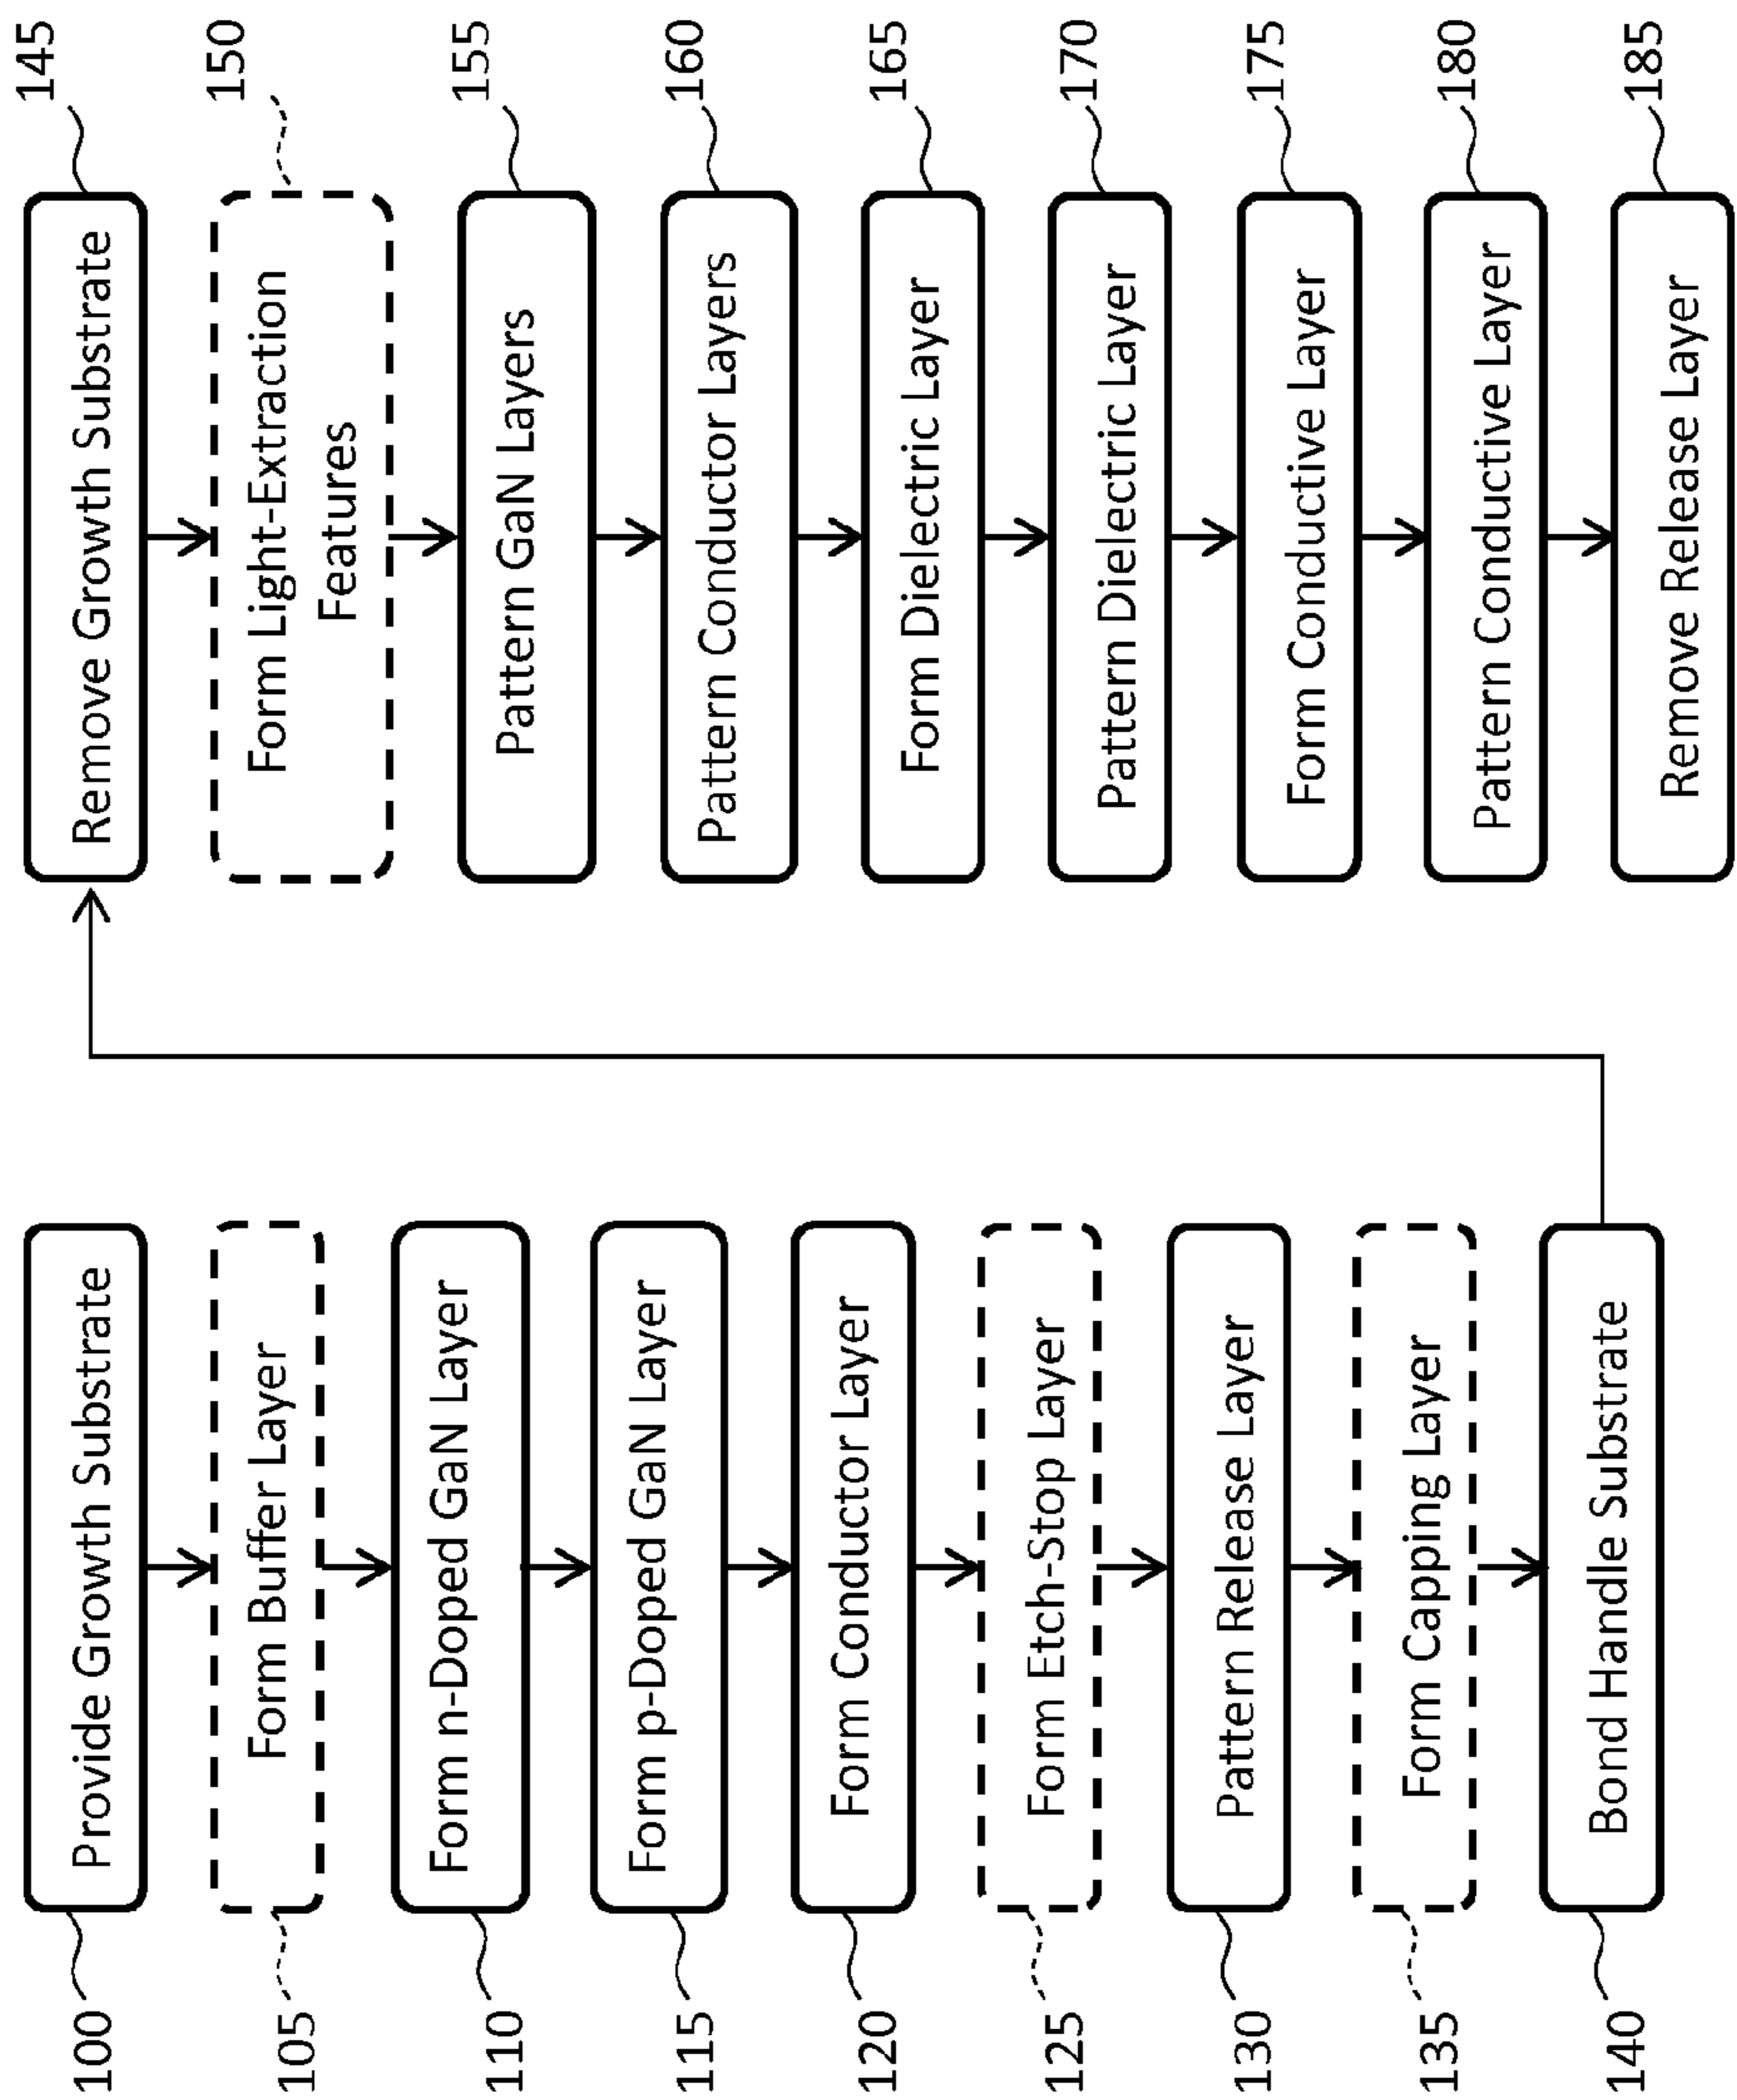 100
Provide Growth Substrate
105
Form Buffer Layer
110
Form n-Doped GaN Layer
115
Form p-Doped GaN Layer
120
Form Conductor Layer
125
Form Etch-Stop Layer
130
Pattern Release Layer
135
Form Capping Layer
140
Bond Handle Substrate
Remove Growth Substrate
145
Form Light-Extraction
Features
150
Pattern GaN Layers
155
Pattern Conductor Layers
160
Form Dielectric Layer
165
Pattern Dielectric Layer
170
Form Conductive Layer
175
Pattern Conductive Layer
180
Remove Release Layer
185